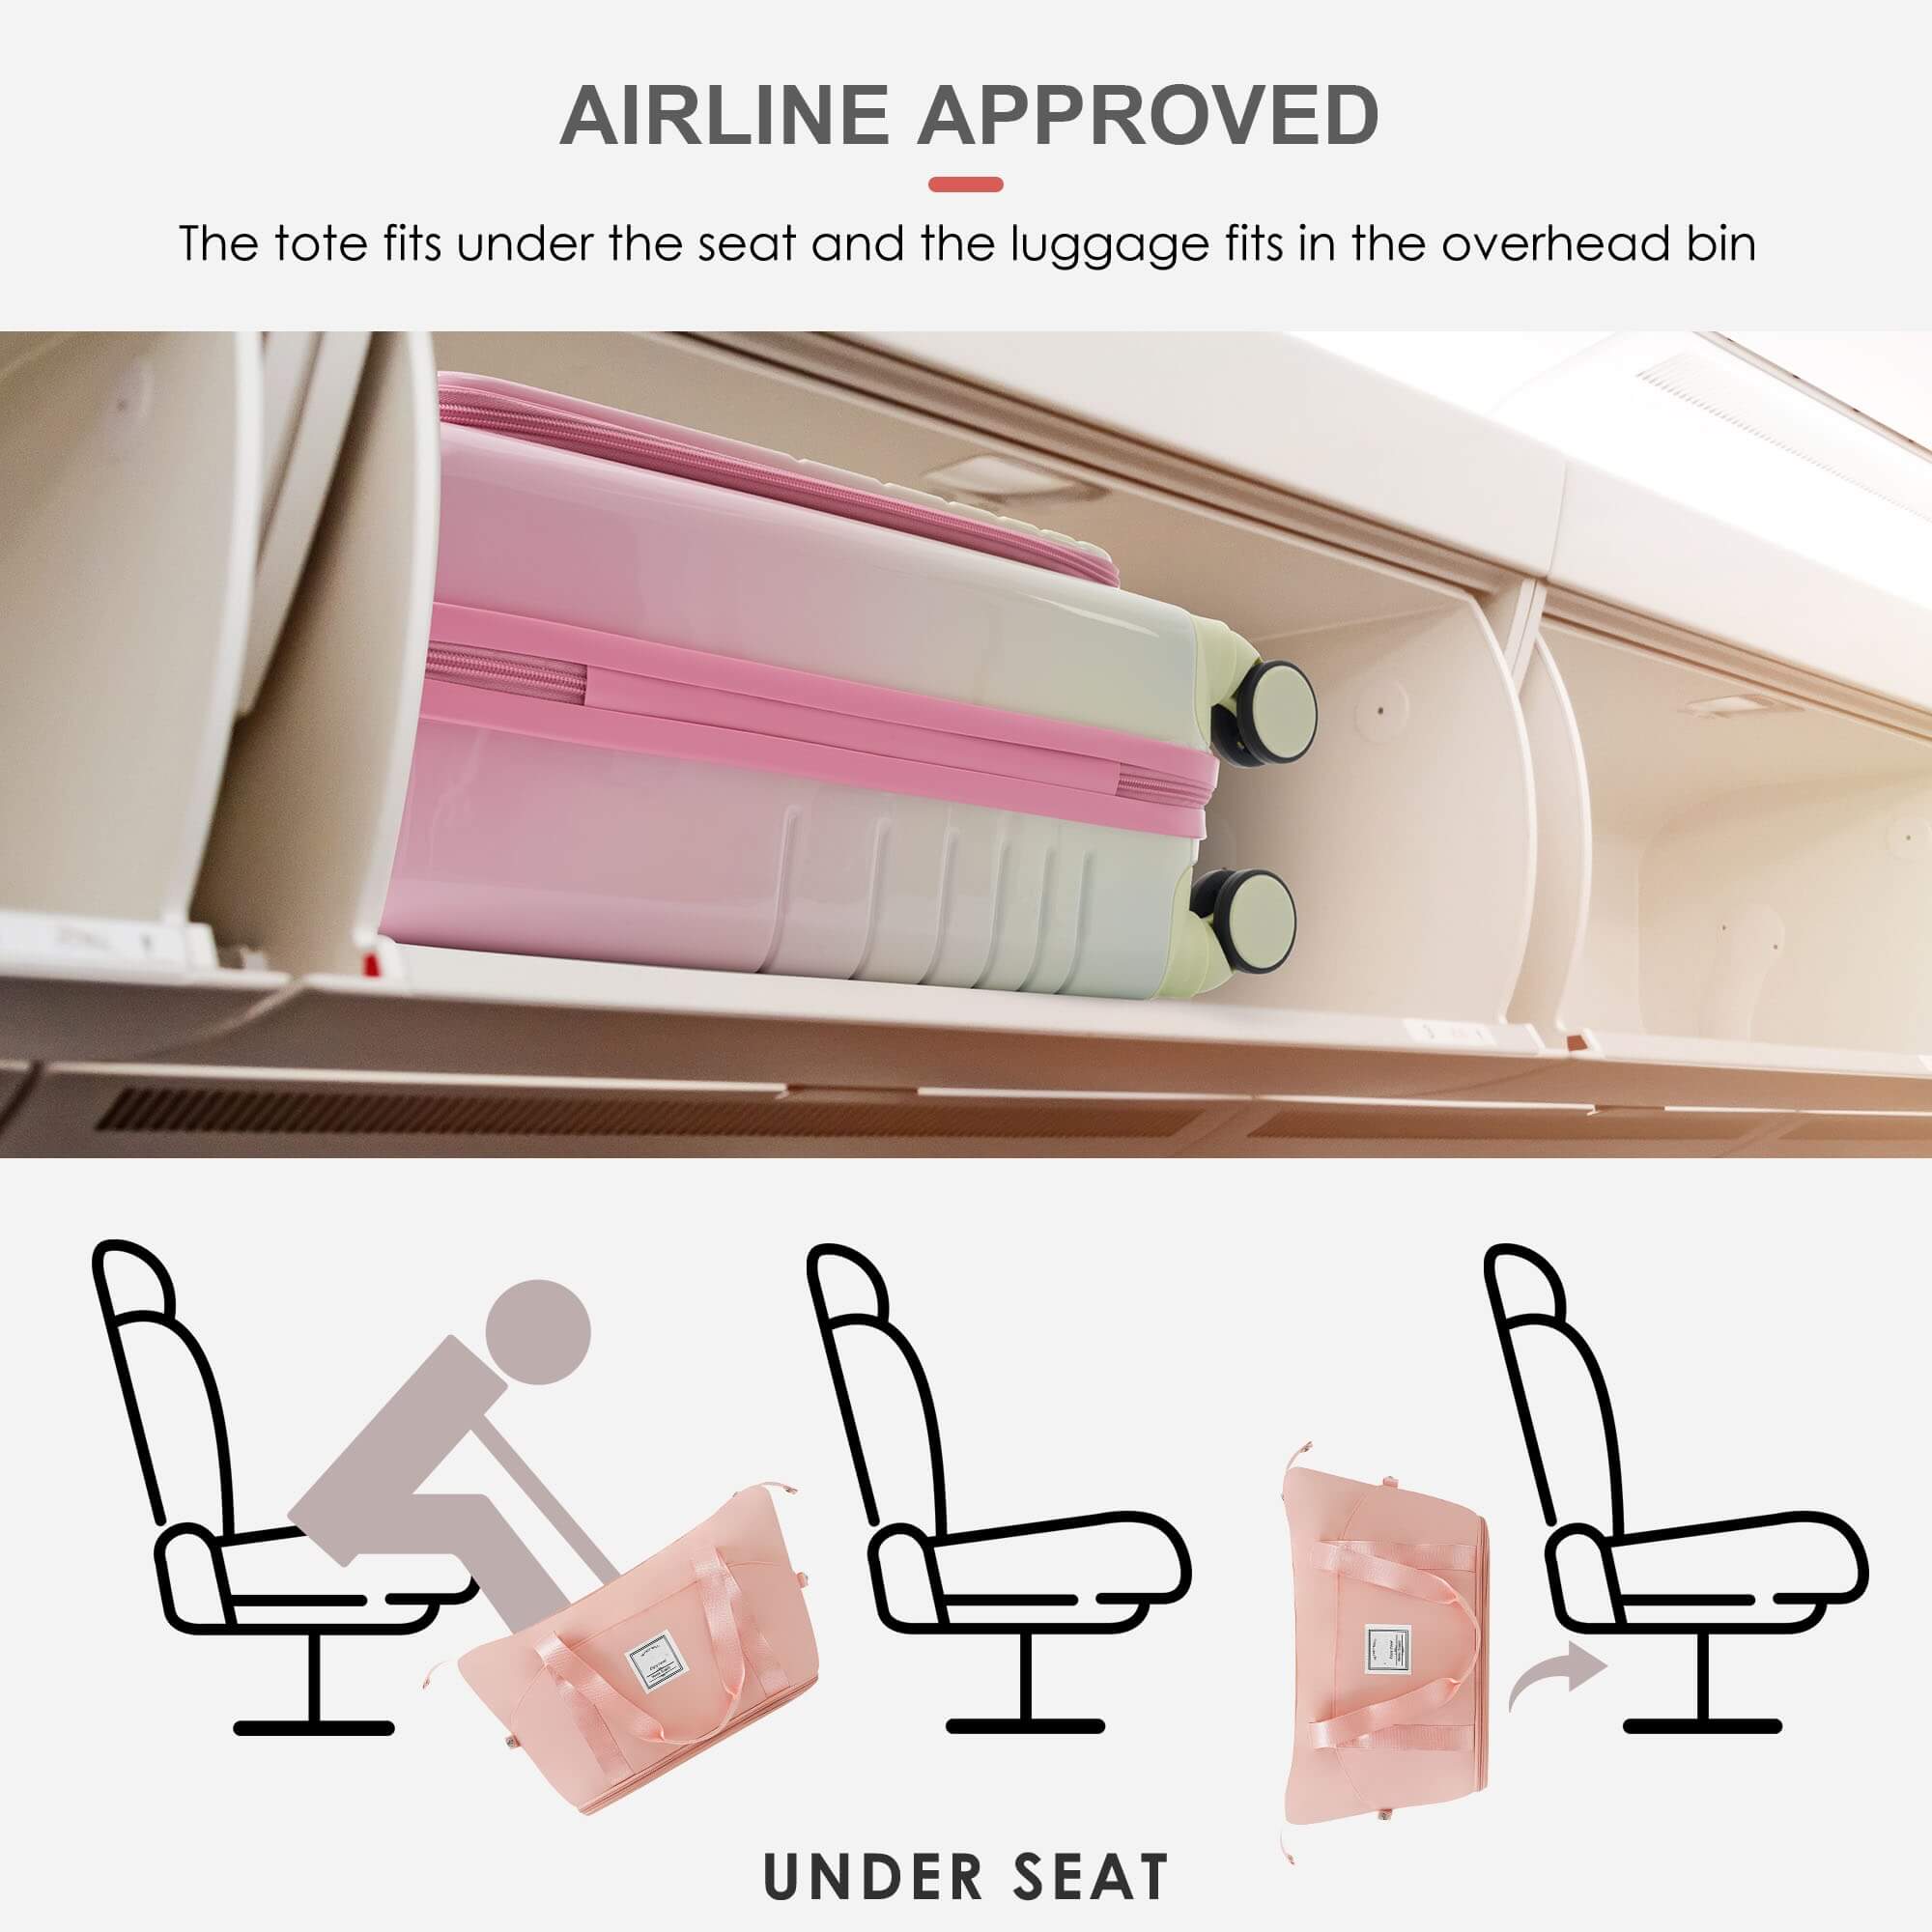 AIRLINE APPROVED
The tote fits under the seat and the luggage fits in the overhead bin
UNDER SEAT